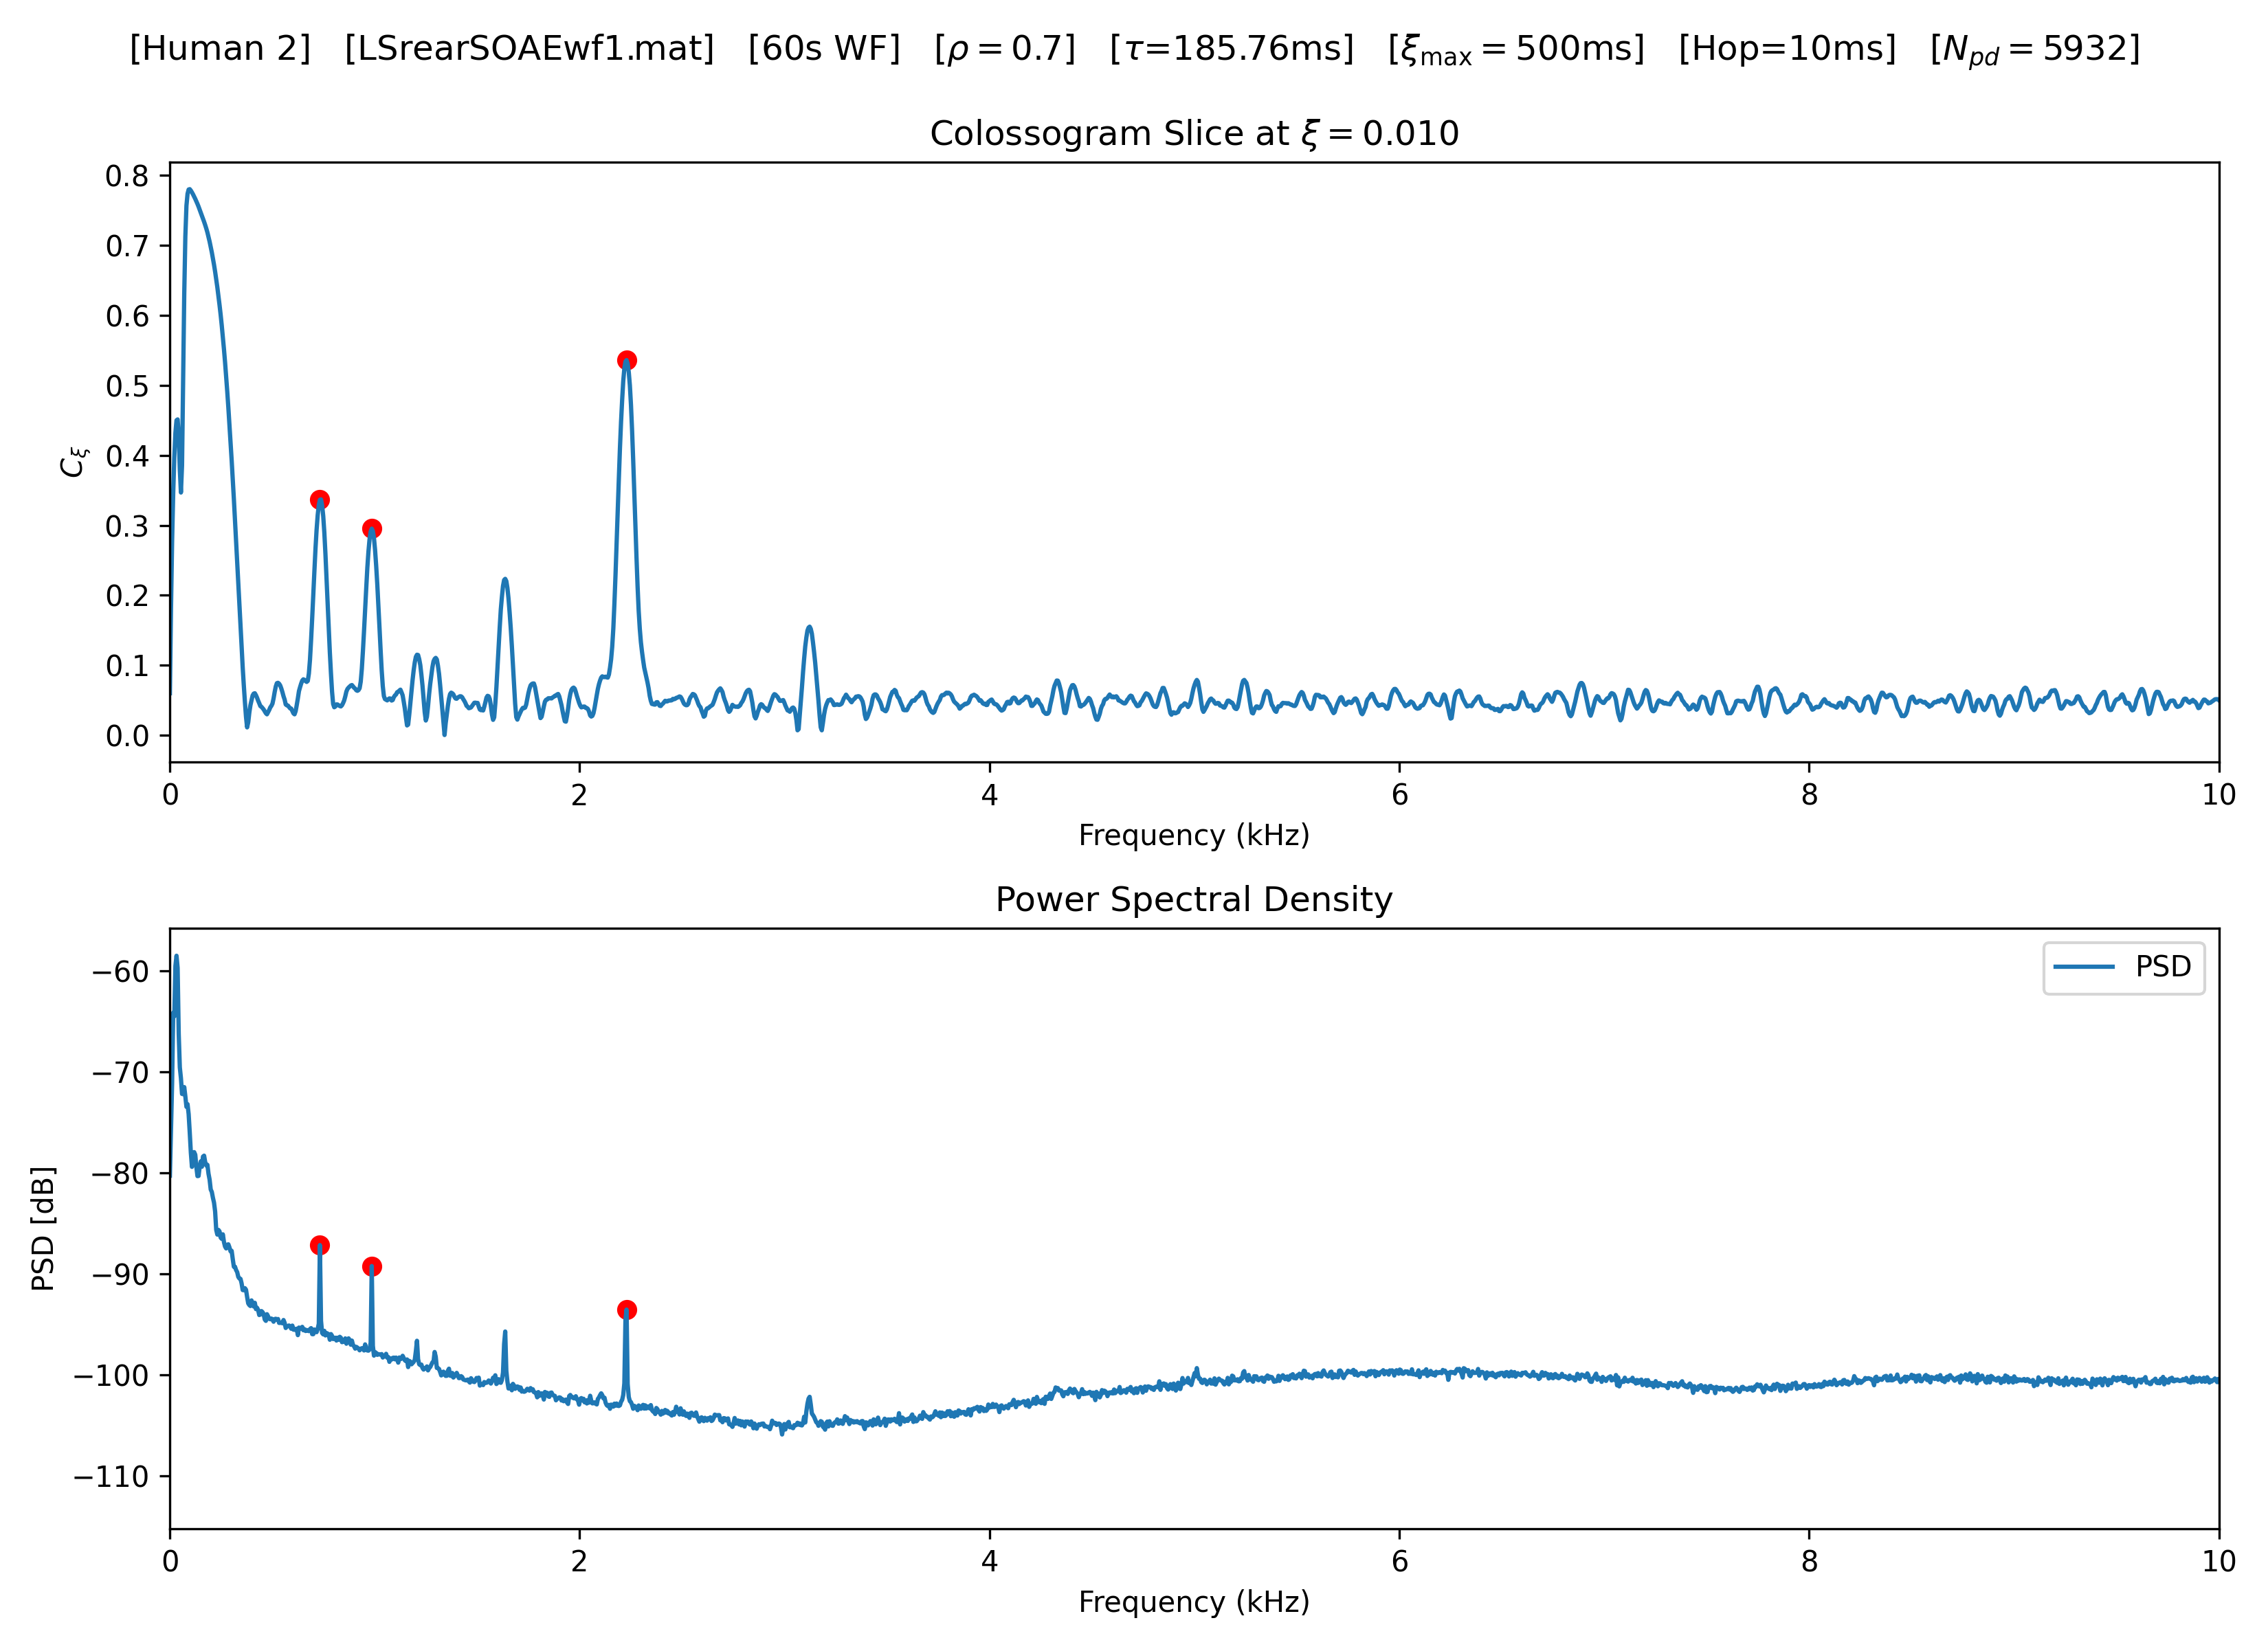 [Human 2] [LSrearSOAEwf1.mat] [60s WF] [ρ = 0.7] [τ=185.76ms] [ξmax = 500ms] [Hop=10ms] [Npd = 5932]
Colossogram Slice at ξ = 0.010
0.8
0.7
0.6
0.5
0.4
0.3
0.2
0.1
0.0
Cξ
0 2 4 6 8 10
Frequency (kHz)
Power Spectral Density
PSD
−60
−70
−80
−90
−100
−110
PSD [dB]
0 2 4 6 8 10
Frequency (kHz)